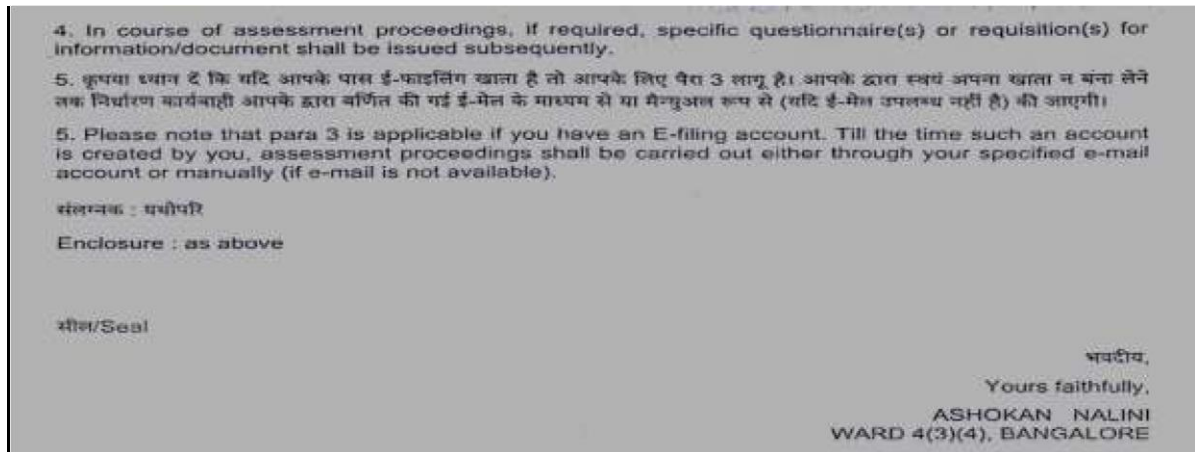 4. In course of assessment proceedings, if required, specific questionnaire(s) or requisition(s) for
information/document shall be issued subsequently.
5. कृपया ध्यान दें कि यदि आपके पास ई-फाइलिंग खाता है तो आपके लिए पैरा 3 लागू है। आपके द्वारा स्वयं अपना खाता न बना लेने
तक निर्धारण कार्यवाही आपके द्वारा वर्णित की गई ई-मेल के माध्यम से या मैन्युअल रूप से (यदि ई-मेल उपलब्ध नहीं है) की जाएगी।
5. Please note that para 3 is applicable if you have an E-filing account. Till the time such an account
is created by you, assessment proceedings shall be carried out either through your specified e-mail
account or manually (if e-mail is not available).
संलग्नक : यथोपरि
Enclosure : as above
सील/Seal
भवदीय,
Yours faithfully,
ASHOKAN NALINI
WARD 4(3)(4), BANGALORE